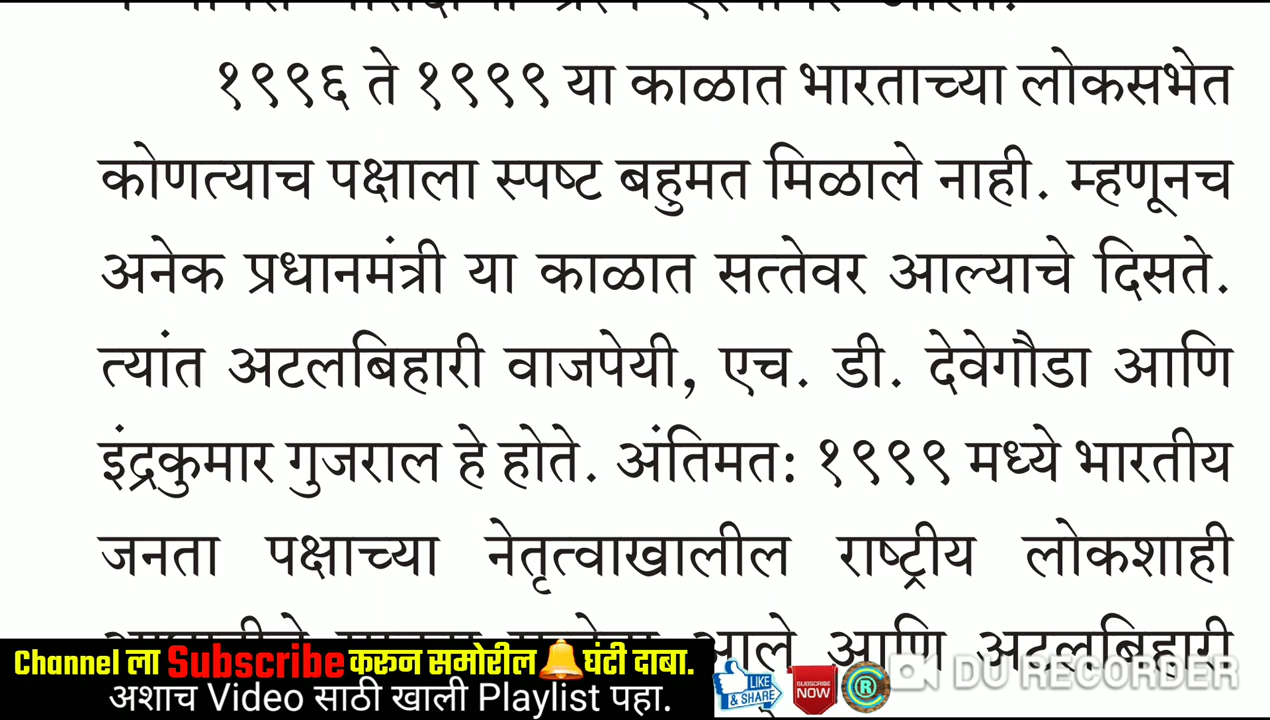 १९९६ ते १९९९ या काळात भारताच्या लोकसभेत
कोणत्याच पक्षाला स्पष्ट बहुमत मिळाले नाही. म्हणूनच
अनेक प्रधानमंत्री या काळात सत्तेवर आल्याचे दिसते.
त्यांत अटलबिहारी वाजपेयी, एच. डी. देवेगौडा आणि
इंद्रकुमार गुजराल हे होते. अंतिमतः १९९९ मध्ये भारतीय
जनता पक्षाच्या नेतृत्वाखालील राष्ट्रीय लोकशाही
आले आणि अटलबिहारी
Channel ला Subscribe करून समोरील घंटी दाबा.
अशाच Video साठी खाली Playlist पहा.
LIKE & SHARE
SUBSCRIBE NOW
R
DU RECORDER